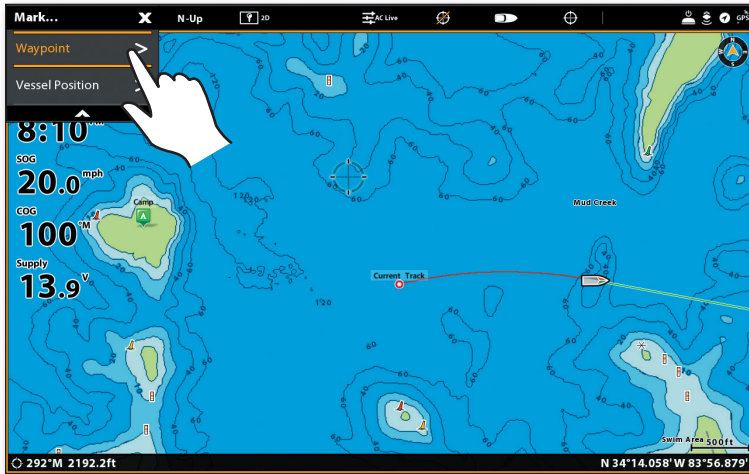 Mark... X N-Up 2D AC Live GPS
Waypoint >
Vessel Position
8:10
SOG
20.0 mph
COG
100 °M
Supply
13.9 V
Camp
Mud Creek
Current Track
120
120
60
60
Swim Area 500ft
292°M 2192.2ft N 34°14.058' W 83°56.879'